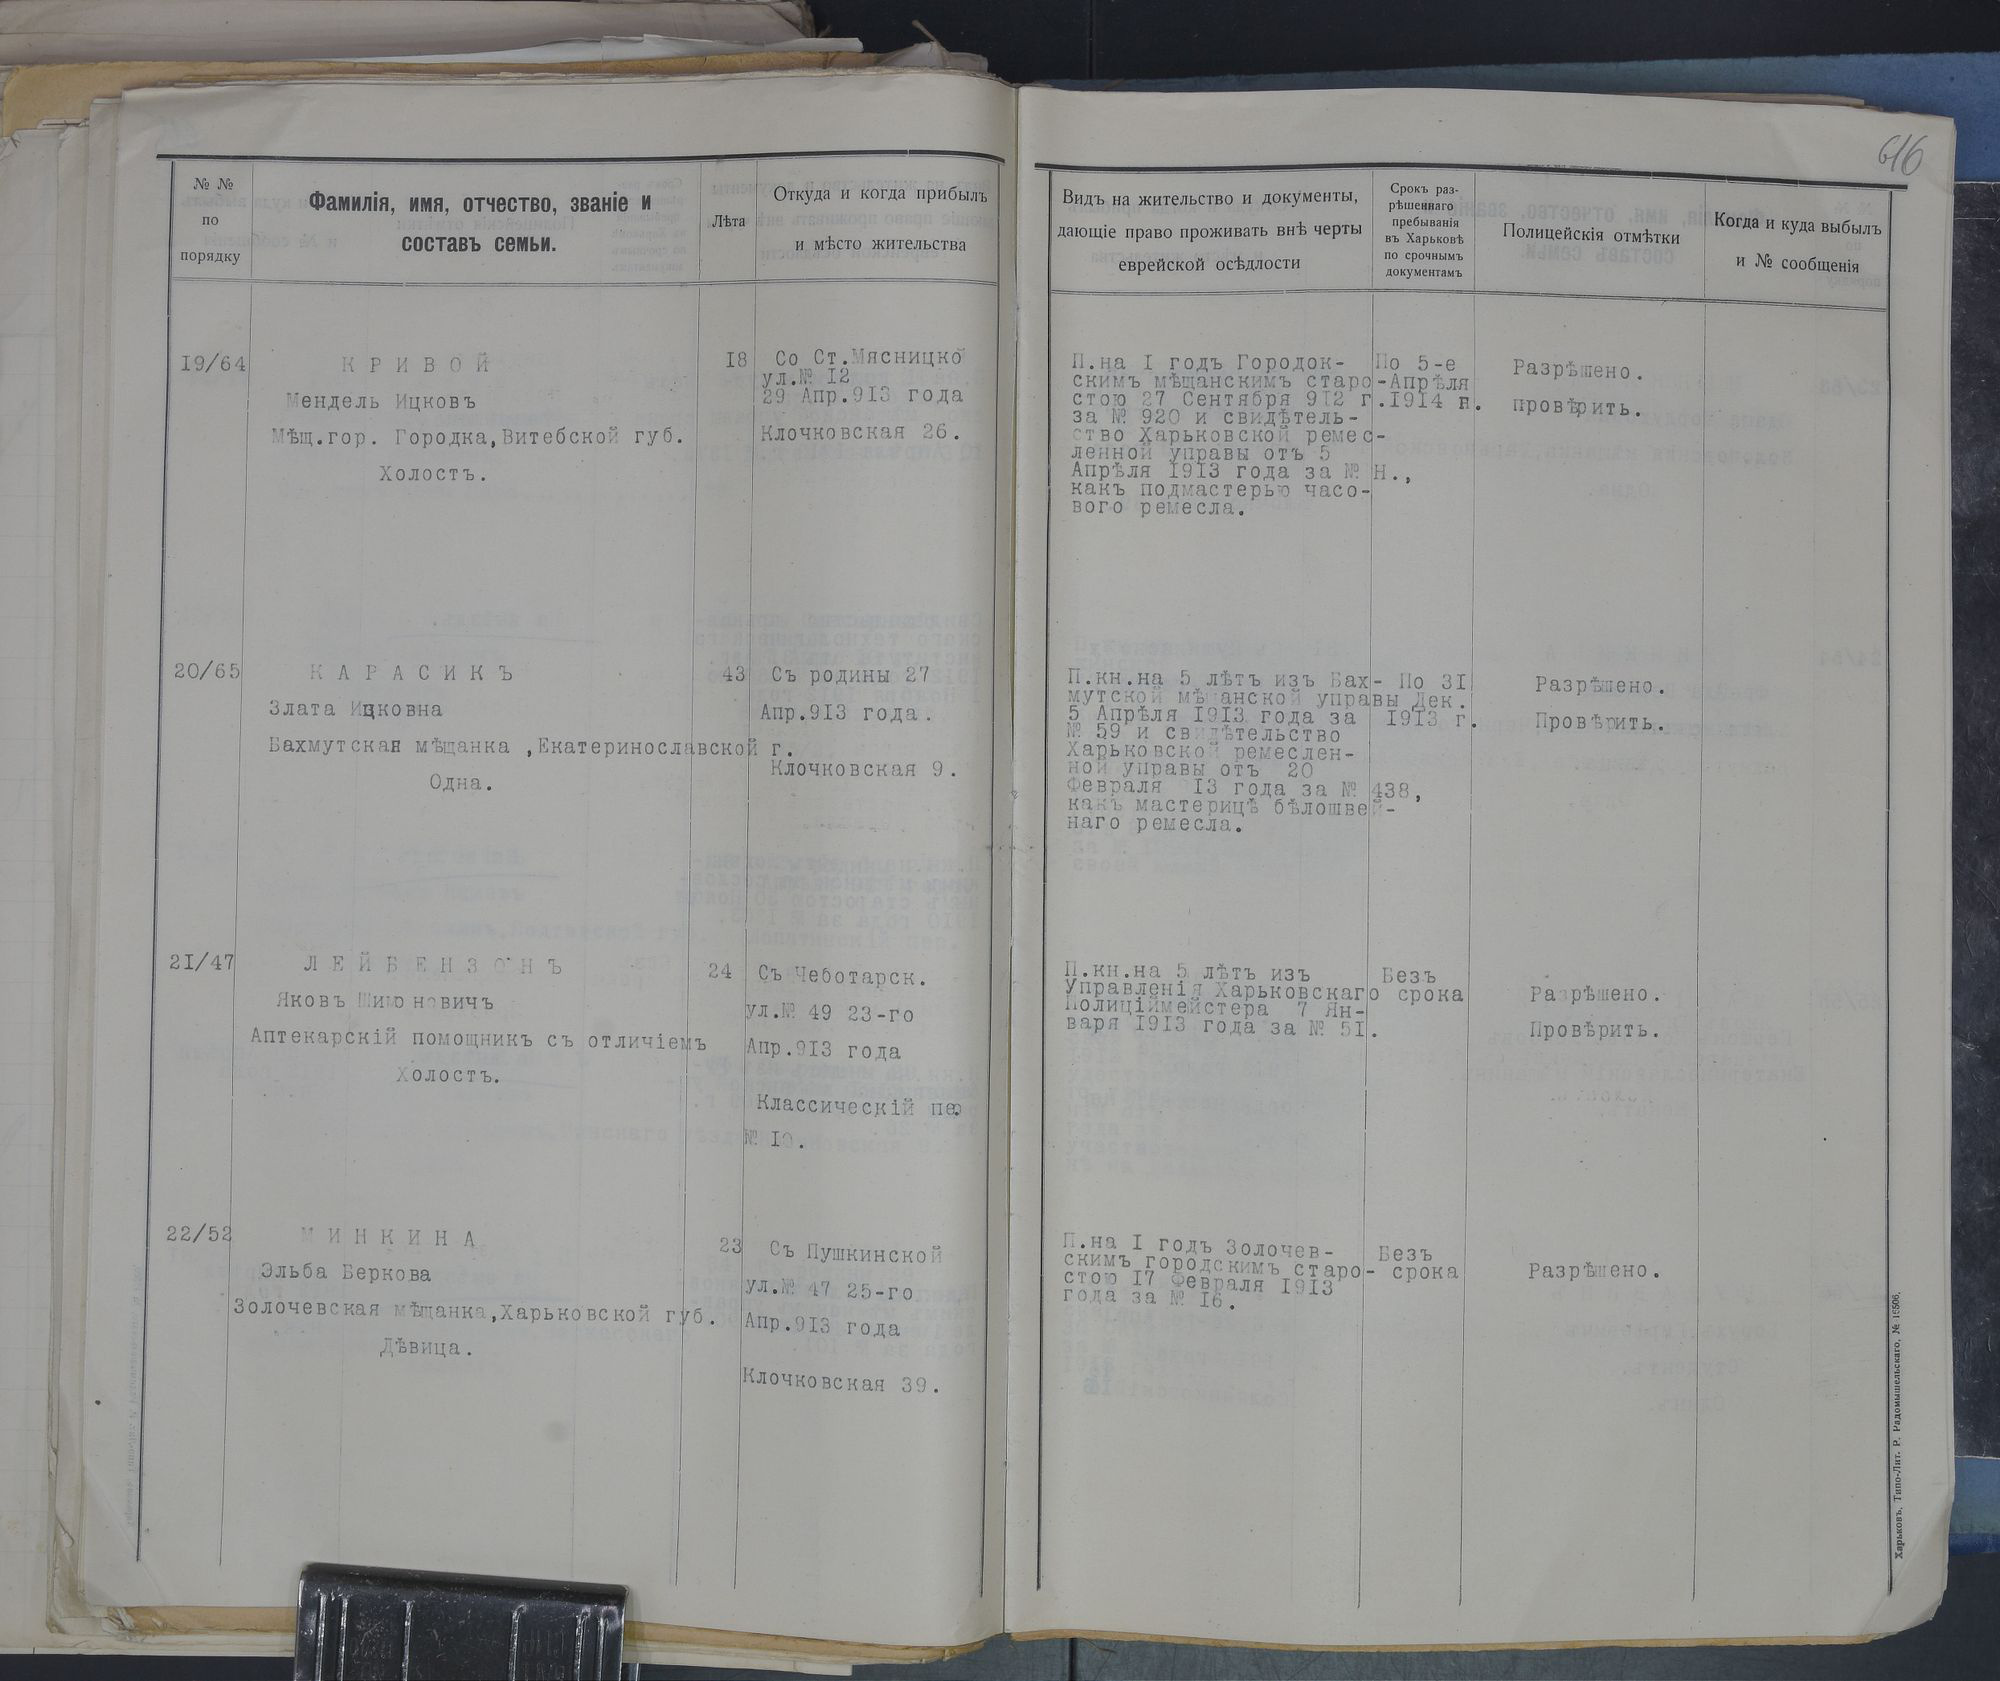 616
№ №
по
порядку
Фамилія, имя, отчество, званіе и
составъ семьи.
Лѣта
Откуда и когда прибылъ
и мѣсто жительства
Видъ на жительство и документы,
дающіе право проживать внѣ черты
еврейской осѣдлости
Срокъ раз-
рѣшеннаго
пребыванія
въ Харьковѣ
по срочнымъ
документамъ
Полицейскія отмѣтки
Когда и куда выбылъ
и № сообщенія
19/64
КРИВОЙ
Мендель Ицковъ
Мѣщ.гор. Городка,Витебской губ.
Холостъ.
18
Со Ст.Мясницко
ул.№ 12
29 Апр.913 года
Клочковская 26.
П.на I годъ Городок-
скимъ мѣщанскимъ старо-
стою 27 Сентября 912 г.
за № 920 и свидѣтель-
ство Харьковской ремес-
ленной управы отъ 5
Апрѣля 1913 года за № Н.,
какъ подмастерью часо-
вого ремесла.
По 5-е
Апрѣля
1914 г.
Разрѣшено.
провѣрить.
20/65
КАРАСИКЪ
Злата Ицковна
Бахмутская мѣщанка ,Екатеринославской г.
Одна.
43
Съ родины 27
Апр.913 года.
Клочковская 9.
П.кн.на 5 лѣтъ изъ Бах-
мутской мѣщанской управы
5 Апрѣля 1913 года за
№ 59 и свидѣтельство
Харьковской ремеслен-
ной управы отъ 20
Февраля 13 года за № 438,
какъ мастерицѣ бѣлошвей-
наго ремесла.
По 31
Дек.
1913 г.
Разрѣшено.
Провѣрить.
21/47
ЛЕЙБЕНЗОНЪ
Яковъ Шимоновичъ
Аптекарскій помощникъ съ отличіемъ
Холостъ.
24
Съ Чеботарск.
ул.№ 49 23-го
Апр.913 года
Классическій пе
№ 10.
П.кн.на 5 лѣтъ изъ
Управленія Харьковскаго
Полиціймейстера 7 Ян-
варя 1913 года за № 51.
Безъ
срока
Разрѣшено.
Провѣрить.
22/52
МИНКИНА
Эльба Беркова
Золочевская мѣщанка,Харьковской губ.
Дѣвица.
23
Съ Пушкинской
ул.№ 47 25-го
Апр.913 года
Клочковская 39.
П.на I годъ Золочев-
скимъ городскимъ старо-
стою 17 Февраля 1913
года за № 16.
Безъ
срока
Разрѣшено.
Харьковъ, Типо-Лит. Р. Радомышельскаго, № 16506.